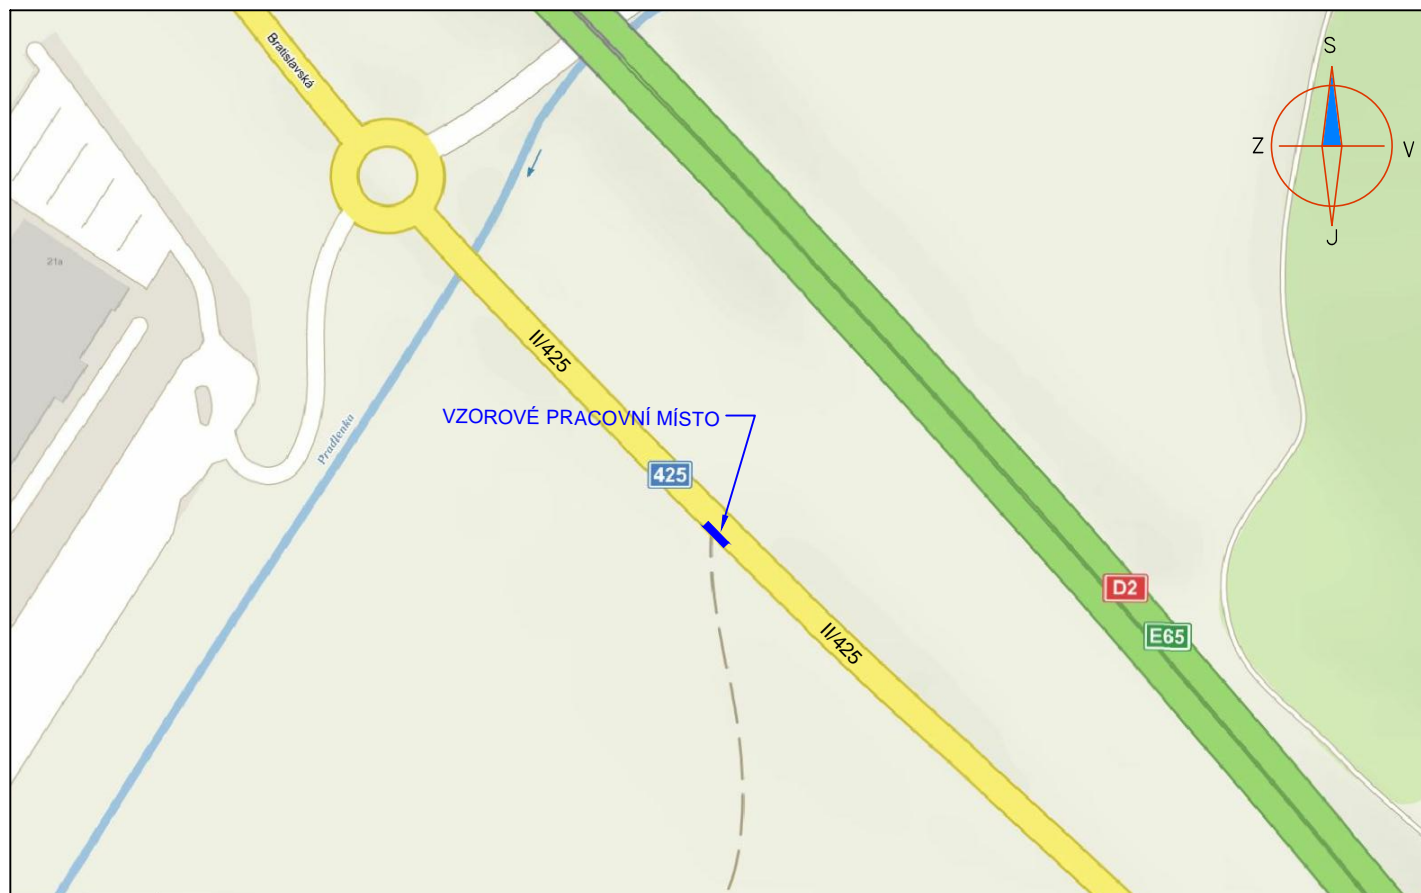 Bratislavská
S
Z
V
J
21a
II/425
VZOROVÉ PRACOVNÍ MÍSTO
Pradlenka
425
D2
E65
II/425